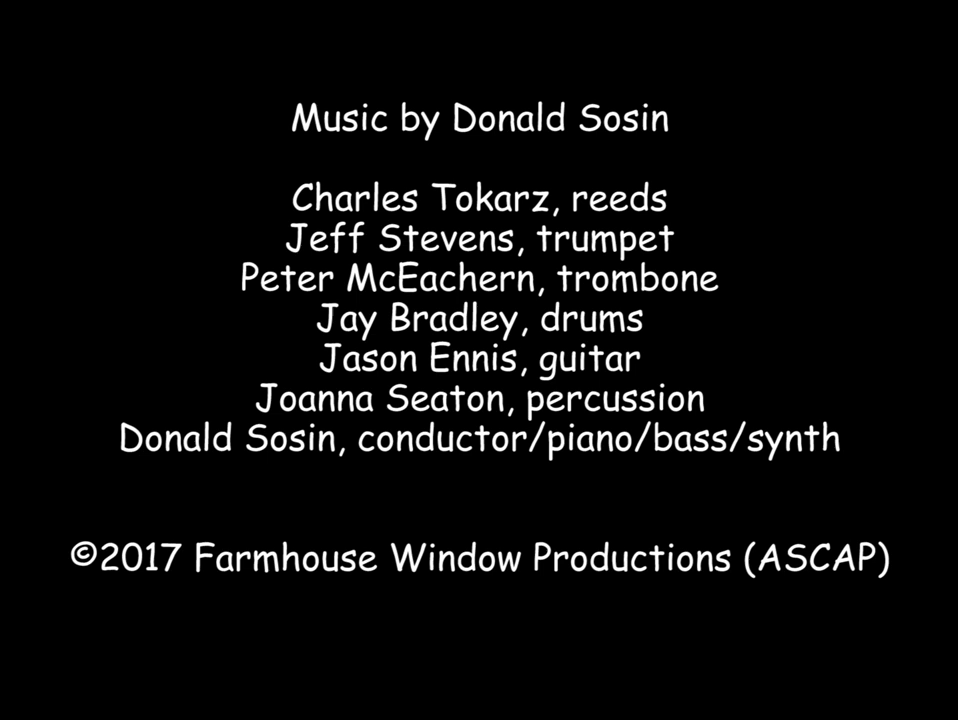 Music by Donald Sosin
Charles Tokarz, reeds
Jeff Stevens, trumpet
Peter McEachern, trombone
Jay Bradley, drums
Jason Ennis, guitar
Joanna Seaton, percussion
Donald Sosin, conductor/piano/bass/synth
©2017 Farmhouse Window Productions (ASCAP)